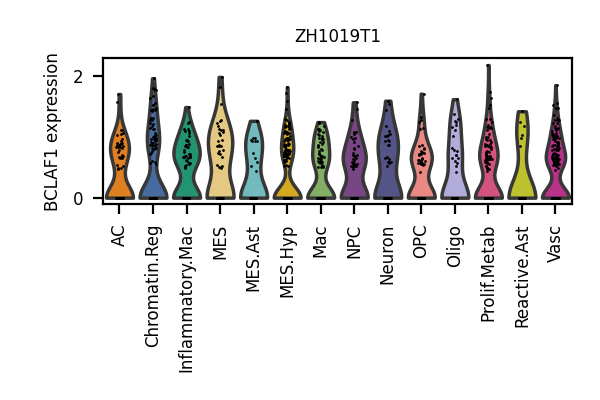 ZH1019T1
BCLAF1 expression
2
0
AC
Chromatin.Reg
Inflammatory.Mac
MES
MES.Ast
MES.Hyp
Mac
NPC
Neuron
OPC
Oligo
Prolif.Metab
Reactive.Ast
Vasc